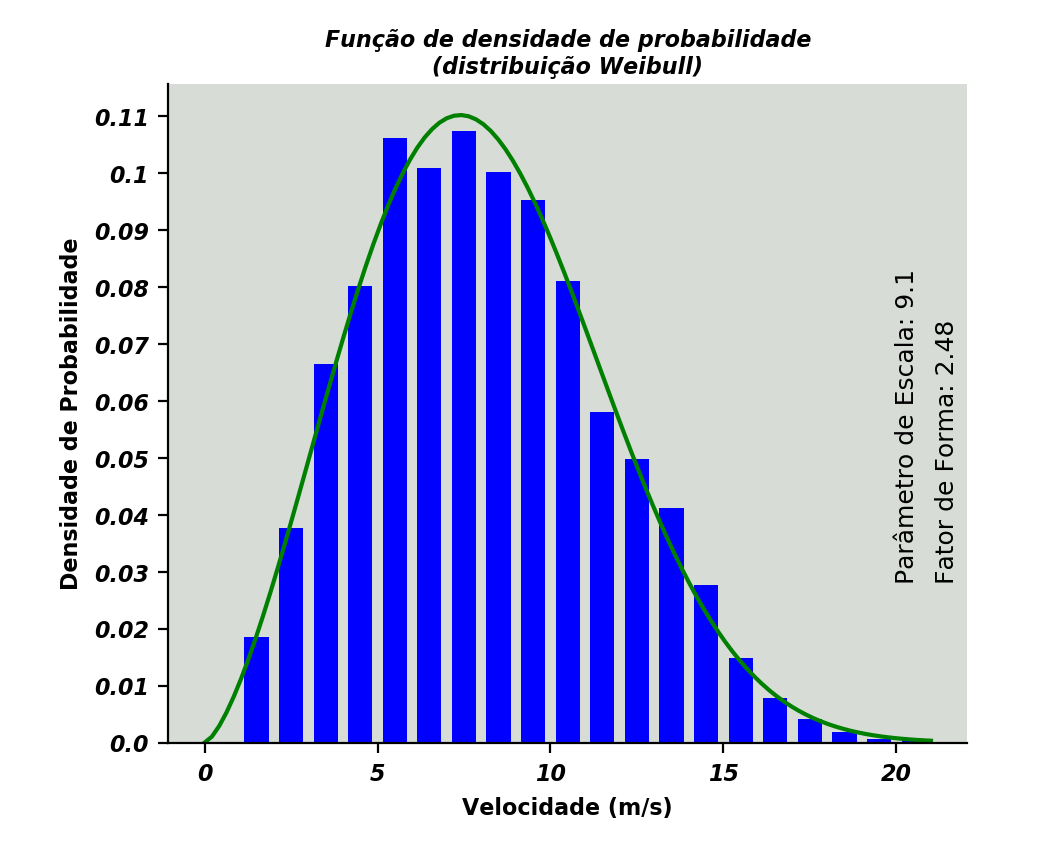 Função de densidade de probabilidade
(distribuição Weibull)
Densidade de Probabilidade
0.11
0.1
0.09
0.08
0.07
0.06
0.05
0.04
0.03
0.02
0.01
0.0
Parâmetro de Escala: 9.1
Fator de Forma: 2.48
0
5
10
15
20
Velocidade (m/s)